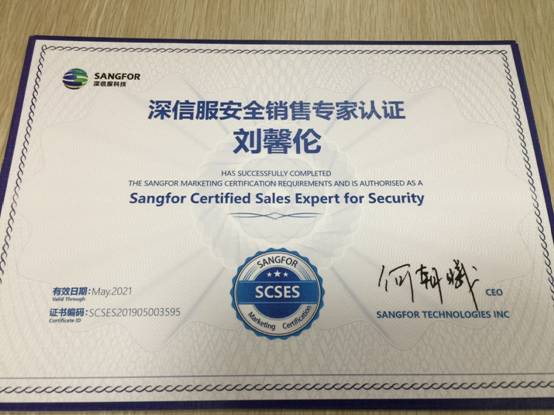 SANGFOR
深信服科技
深信服安全销售专家认证
刘馨伦
HAS SUCCESSFULLY COMPLETED
THE SANGFOR MARKETING CERTIFICATION REQUIREMENTS AND IS AUTHORISED AS A
Sangfor Certified Sales Expert for Security
SANGFOR
SCSES
Marketing Certification
有效日期:May.2021
Valid Through
证书编码:SCSES201905003595
Certificate ID
何朝曦
CEO
SANGFOR TECHNOLOGIES INC